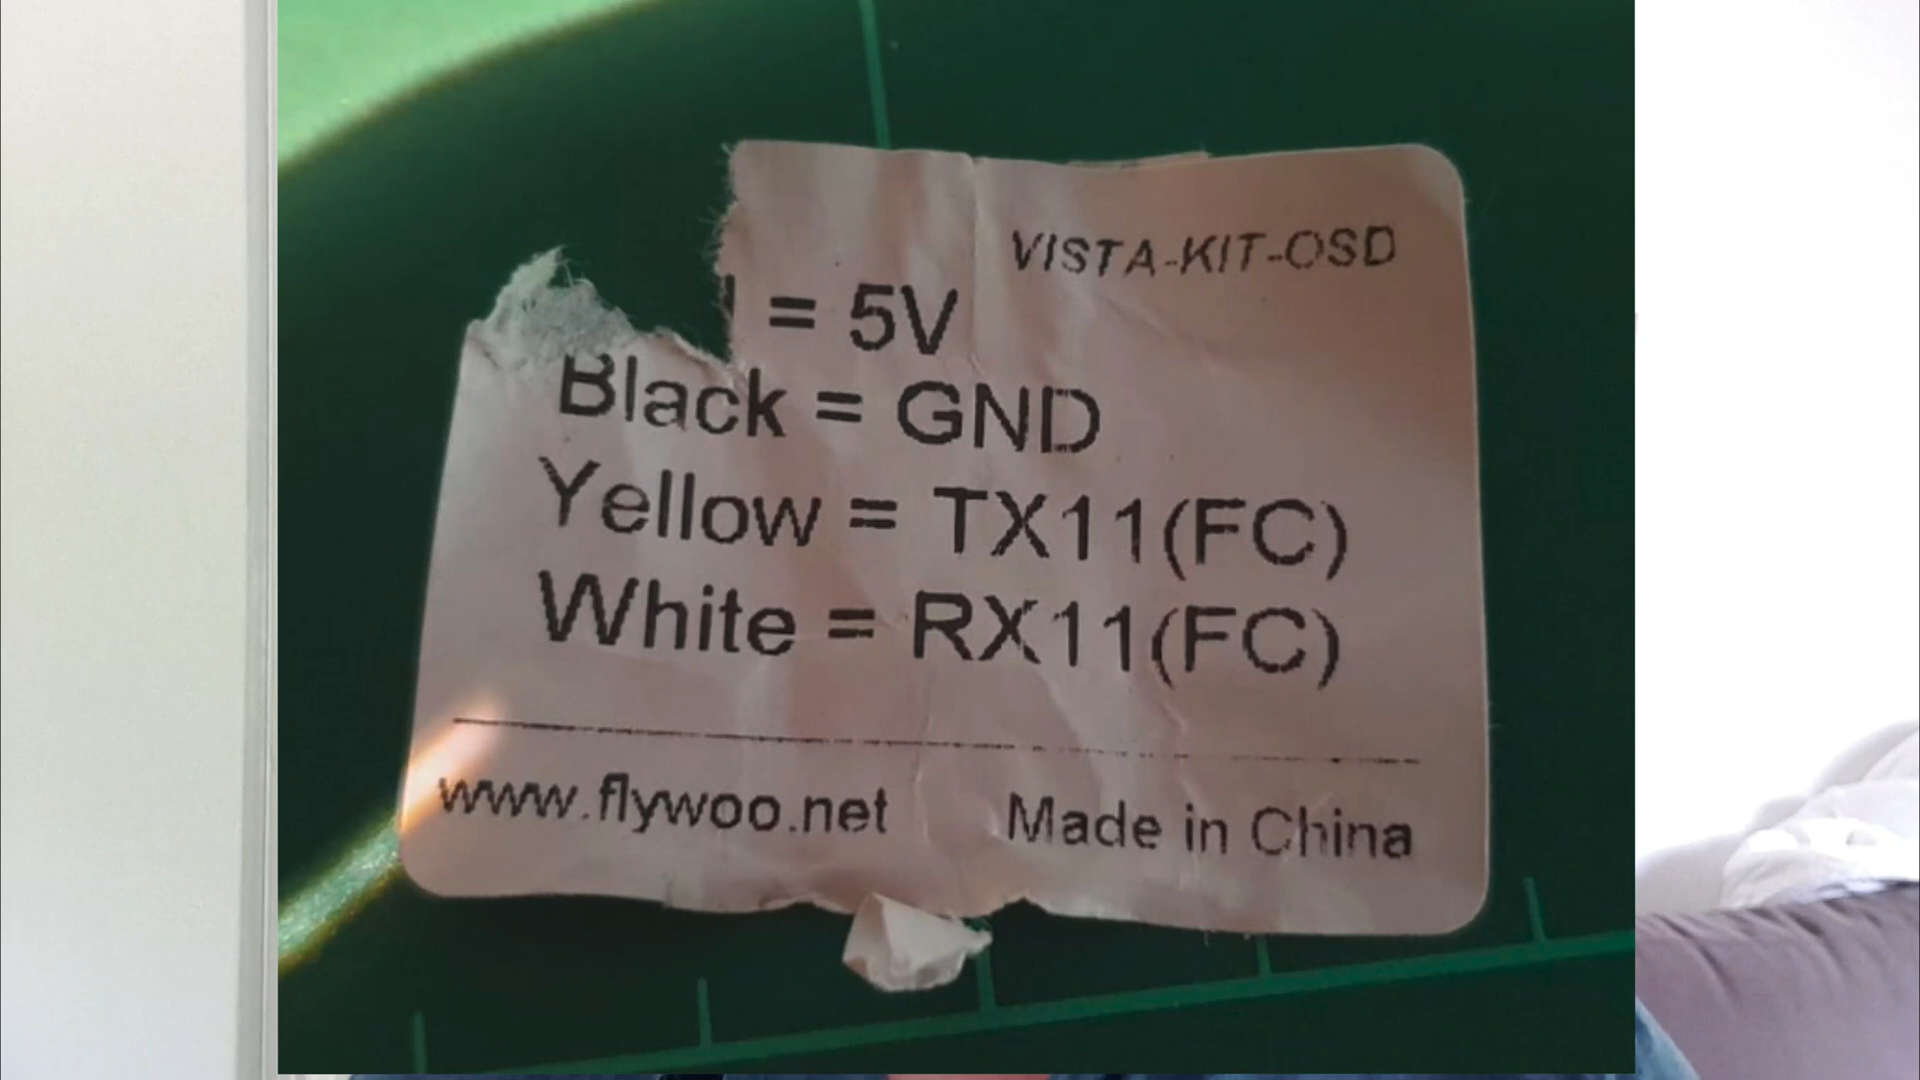 VISTA-KIT-OSD
= 5V
Black = GND
Yellow = TX11(FC)
White = RX11(FC)
www.flywoo.net Made in China